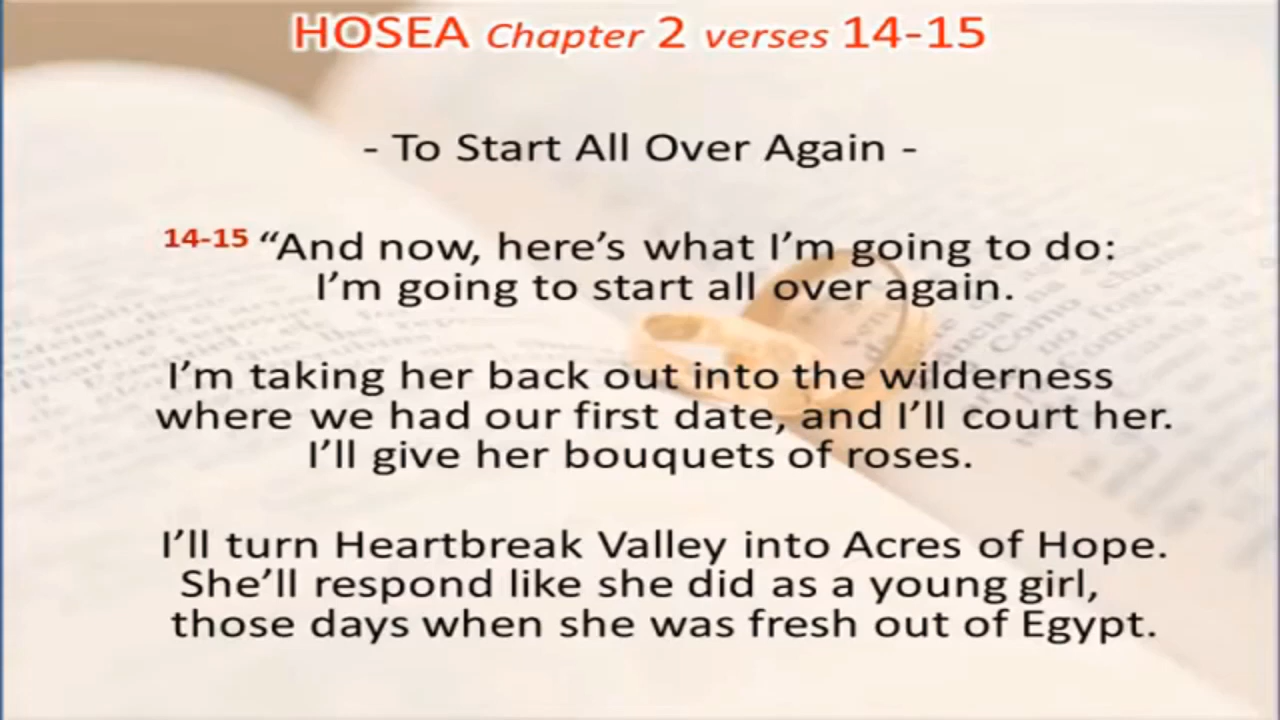 HOSEA Chapter 2 verses 14-15
- To Start All Over Again -
14-15 “And now, here’s what I’m going to do:
I’m going to start all over again.
I’m taking her back out into the wilderness
where we had our first date, and I’ll court her.
I’ll give her bouquets of roses.
I’ll turn Heartbreak Valley into Acres of Hope.
She’ll respond like she did as a young girl,
those days when she was fresh out of Egypt.